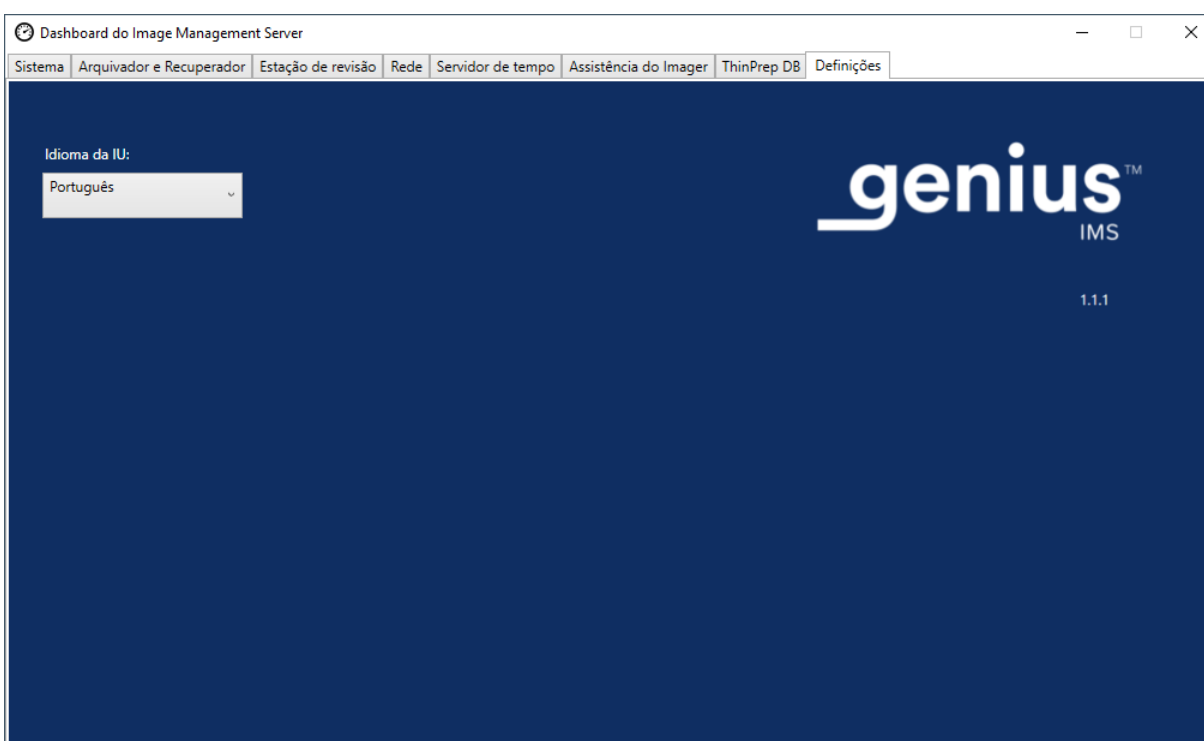 Dashboard do Image Management Server
Sistema Arquivador e Recuperador Estação de revisão Rede Servidor de tempo Assistência do Imager ThinPrep DB Definições
Idioma da IU:
Português
genius™
IMS
1.1.1